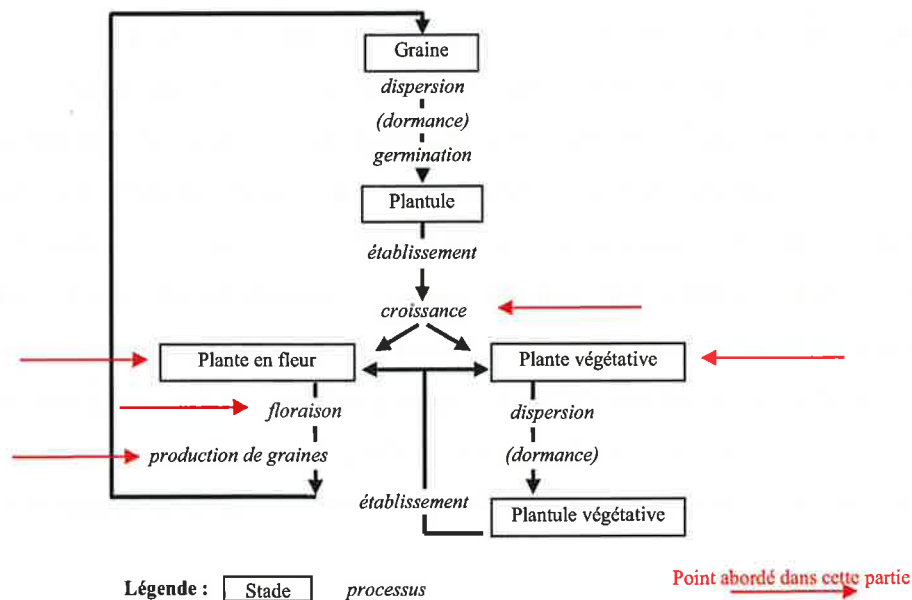 Graine
dispersion
(dormance)
germination
Plantule
établissement
croissance
Plante en fleur
Plante végétative
floraison
dispersion
production de graines
(dormance)
établissement
Plantule végétative
Légende :
Stade
processus
Point abordé dans cette partie